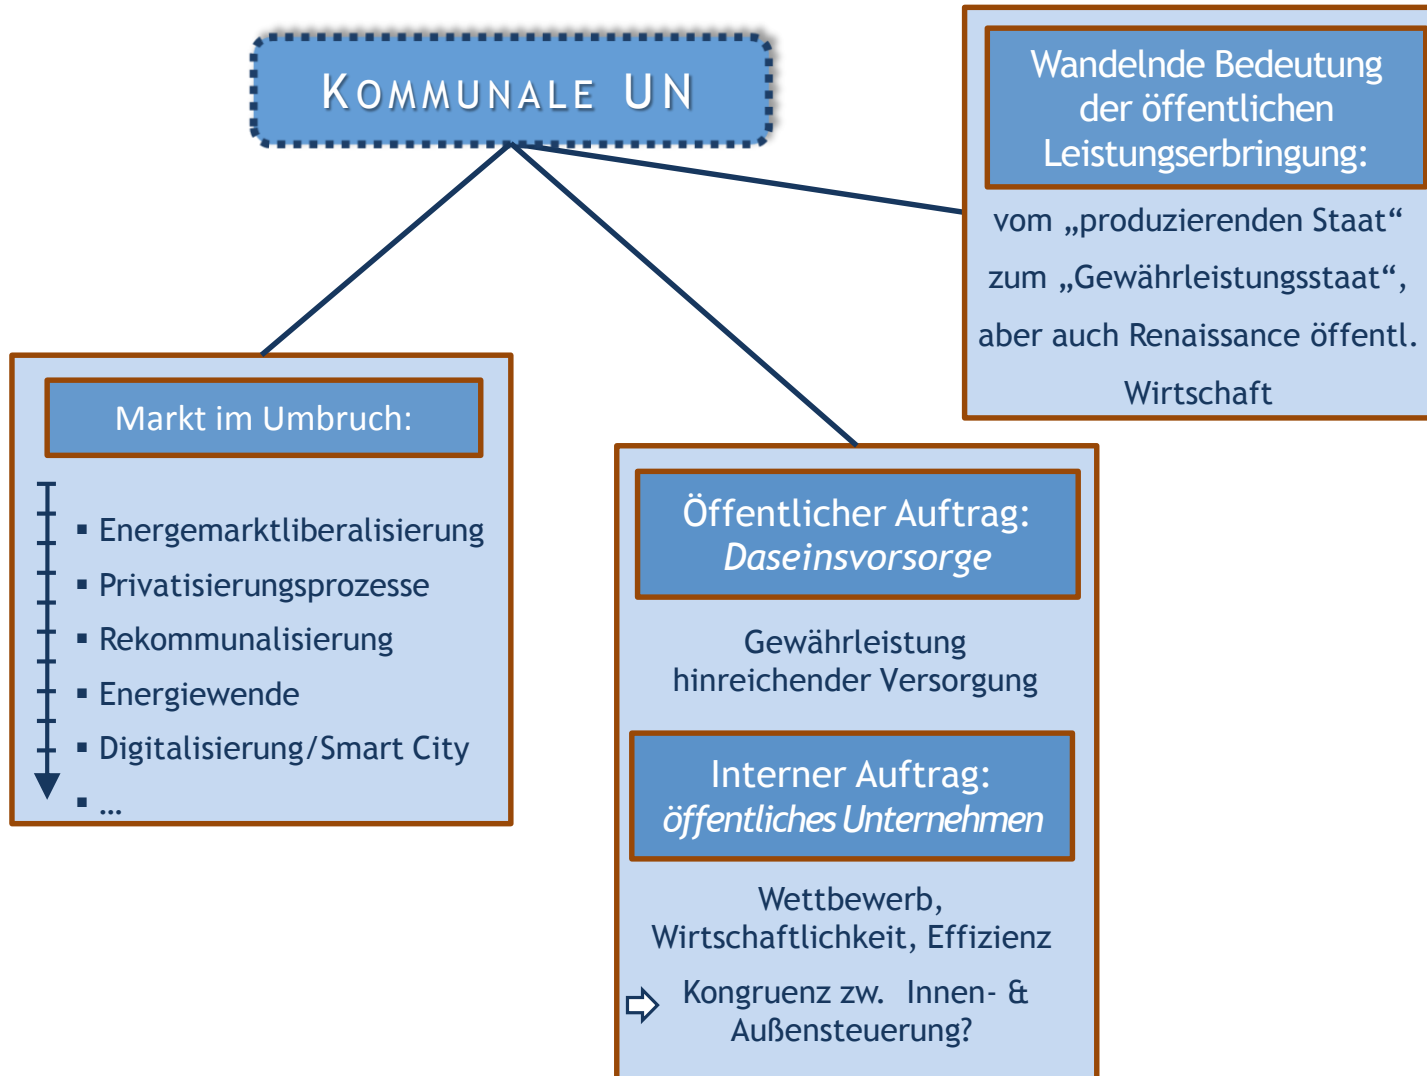 KOMMUNALE UN
Wandelnde Bedeutung
der öffentlichen
Leistungserbringung:
vom „produzierenden Staat“
zum „Gewährleistungsstaat“,
aber auch Renaissance öffentl.
Wirtschaft
Markt im Umbruch:
▪ Energemarktliberalisierung
▪ Privatisierungsprozesse
▪ Rekommunalisierung
▪ Energiewende
▪ Digitalisierung/Smart City
▪ ...
Öffentlicher Auftrag:
Daseinsvorsorge
Gewährleistung
hinreichender Versorgung
Interner Auftrag:
öffentliches Unternehmen
Wettbewerb,
Wirtschaftlichkeit, Effizienz
Kongruenz zw. Innen- &
Außensteuerung?